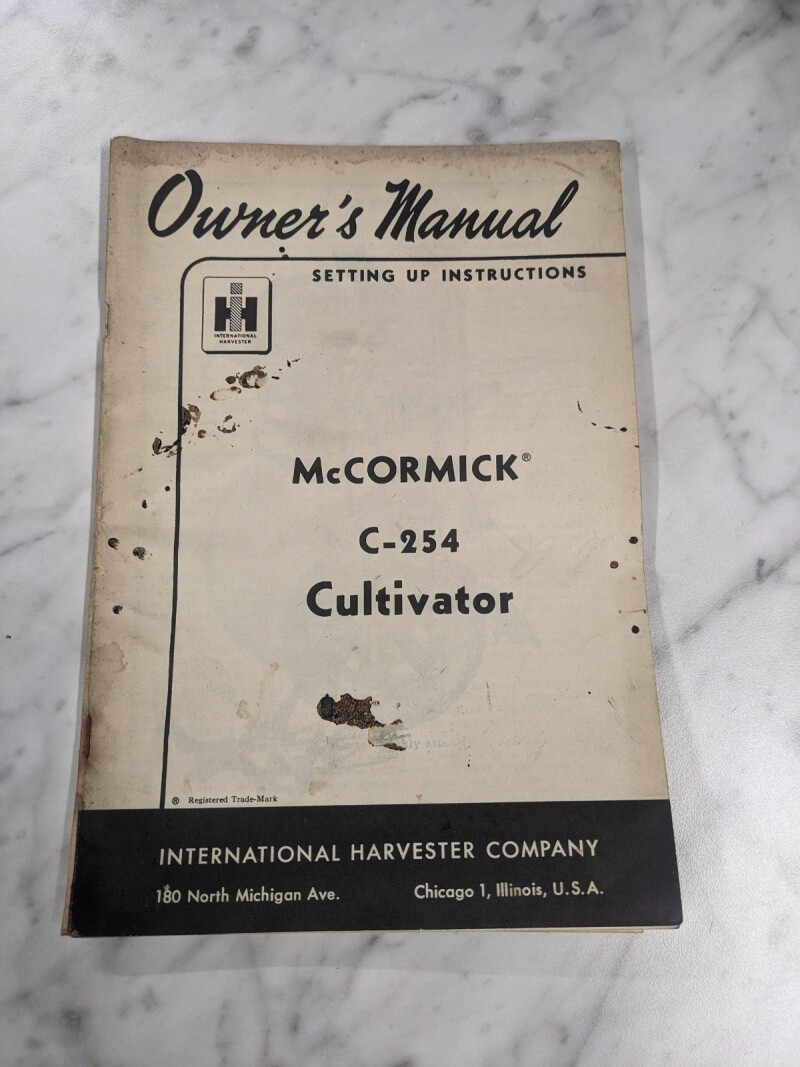 Owner's Manual
SETTING UP INSTRUCTIONS
IH
INTERNATIONAL
HARVESTER
McCORMICK®
C-254
Cultivator
® Registered Trade-Mark
INTERNATIONAL HARVESTER COMPANY
180 North Michigan Ave. Chicago 1, Illinois, U.S.A.